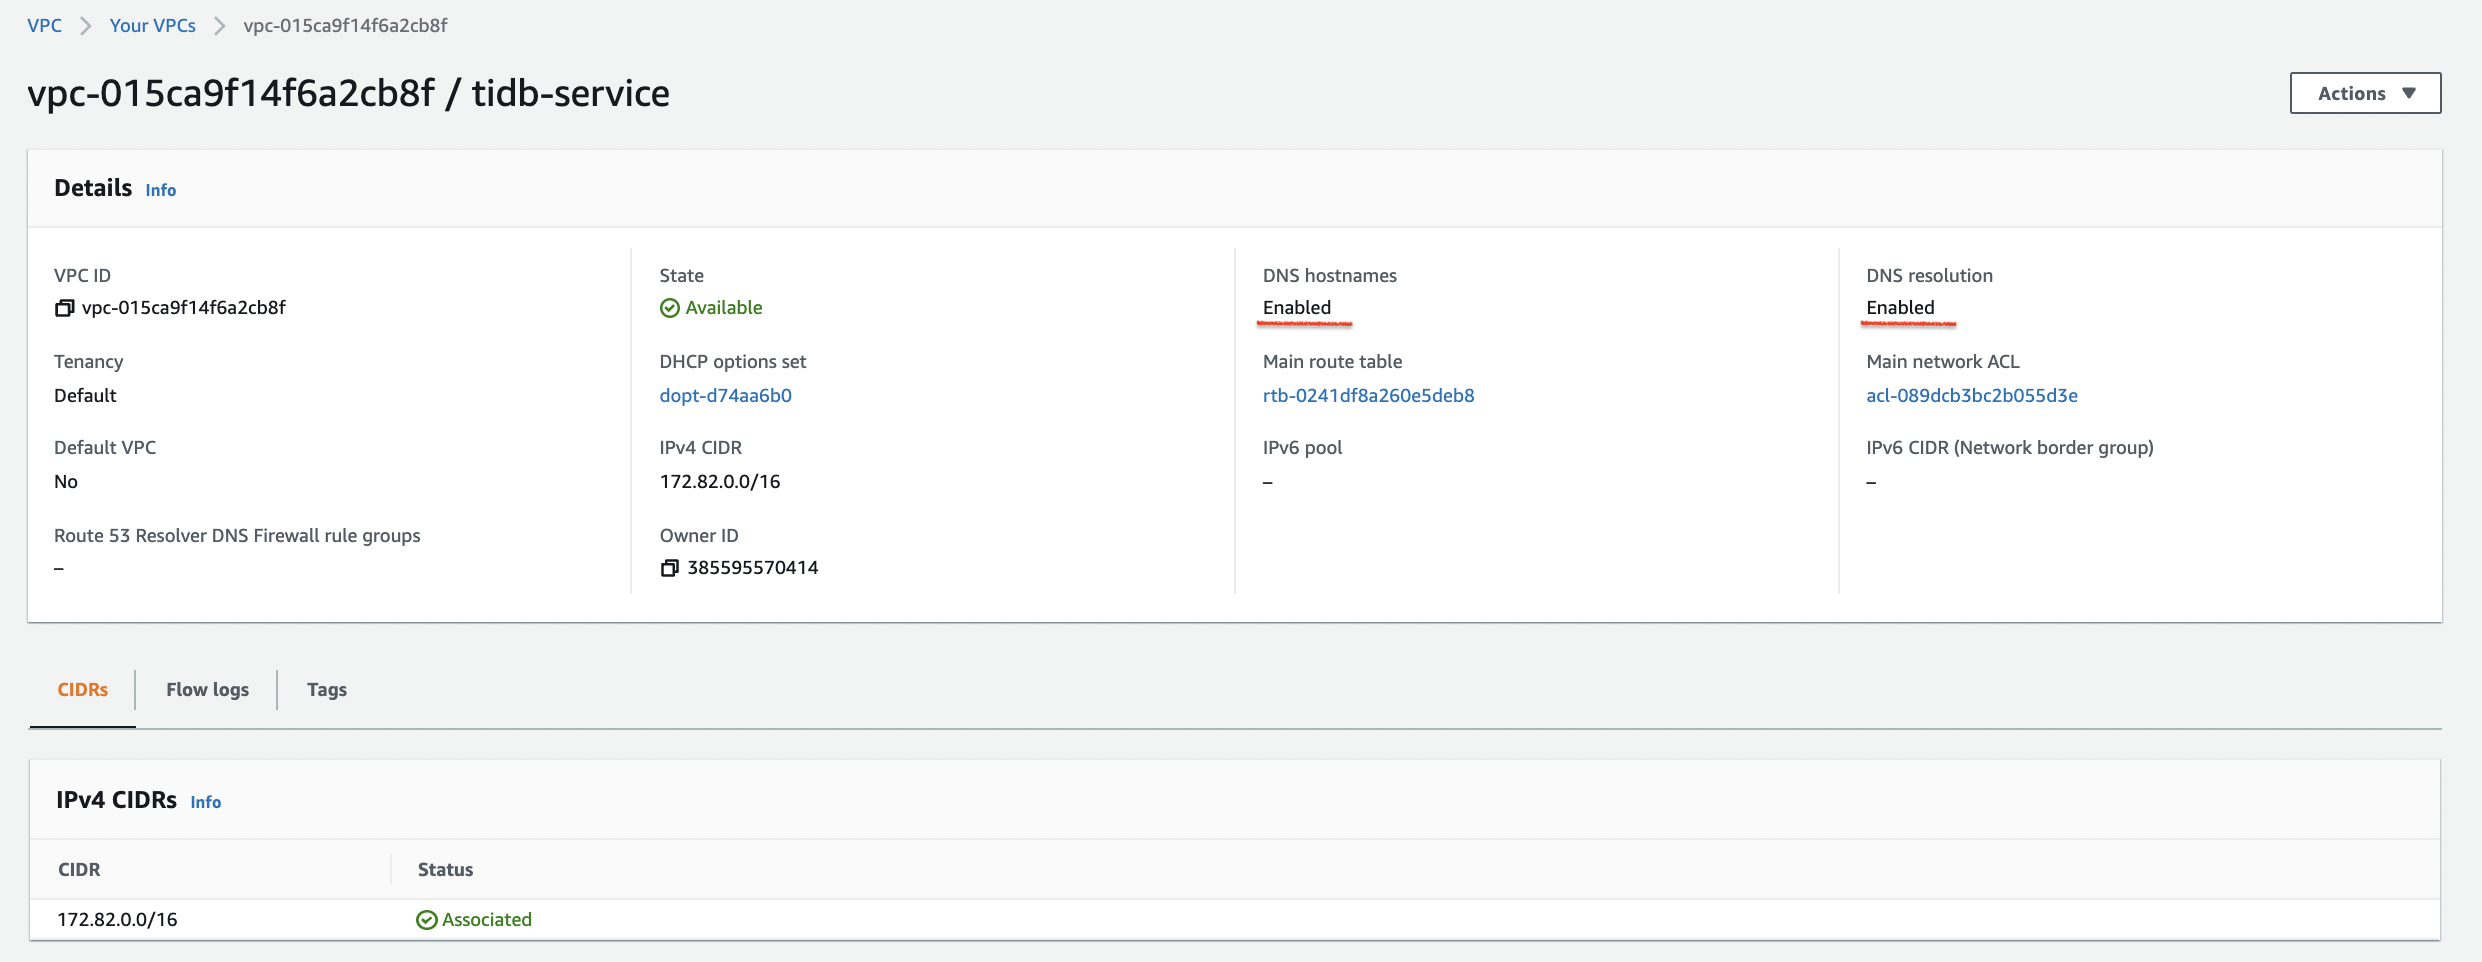 VPC > Your VPCs > vpc-015ca9f14f6a2cb8f
vpc-015ca9f14f6a2cb8f / tidb-service
Actions ▼
Details Info
VPC ID
vpc-015ca9f14f6a2cb8f
State
Available
DNS hostnames
Enabled
DNS resolution
Enabled
Tenancy
Default
DHCP options set
dopt-d74aa6b0
Main route table
rtb-0241df8a260e5deb8
Main network ACL
acl-089dcb3bc2b055d3e
Default VPC
No
IPv4 CIDR
172.82.0.0/16
IPv6 pool
–
IPv6 CIDR (Network border group)
–
Route 53 Resolver DNS Firewall rule groups
–
Owner ID
385595570414
CIDRs
Flow logs
Tags
IPv4 CIDRs Info
CIDR Status
172.82.0.0/16 Associated